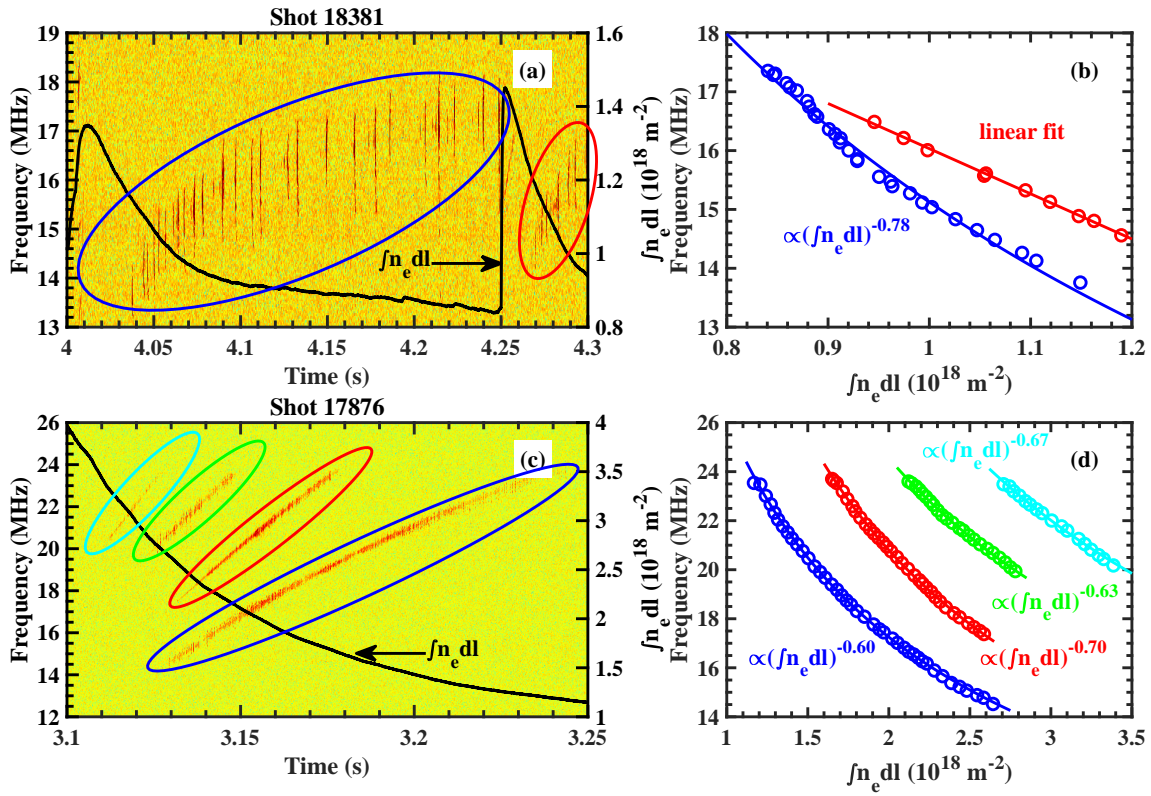 Shot 18381
Frequency (MHz)
19
18
17
16
15
14
13
(a)
∫nₑdl
1.6
1.4
1.2
1
0.8
∫nₑdl (10¹⁸ m⁻²)
4
4.05
4.1
4.15
4.2
4.25
4.3
Time (s)
Frequency (MHz)
18
17
16
15
14
13
(b)
linear fit
∝(∫nₑdl)⁻⁰·⁷⁸
0.8
0.9
1
1.1
1.2
∫nₑdl (10¹⁸ m⁻²)
Shot 17876
Frequency (MHz)
26
24
22
20
18
16
14
12
(c)
∫nₑdl
4
3.5
3
2.5
2
1.5
1
∫nₑdl (10¹⁸ m⁻²)
3.1
3.15
3.2
3.25
Time (s)
Frequency (MHz)
26
24
22
20
18
16
14
(d)
∝(∫nₑdl)⁻⁰·⁶⁷
∝(∫nₑdl)⁻⁰·⁶³
∝(∫nₑdl)⁻⁰·⁷⁰
∝(∫nₑdl)⁻⁰·⁶⁰
1
1.5
2
2.5
3
3.5
∫nₑdl (10¹⁸ m⁻²)